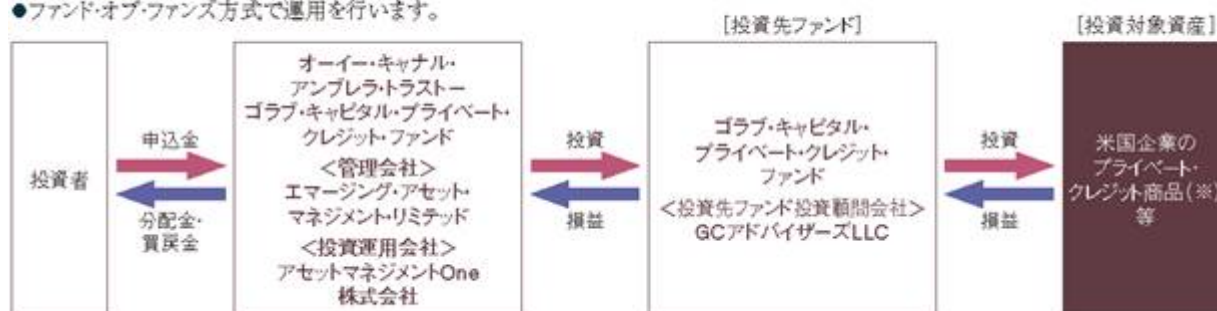 ●ファンド・オブ・ファンズ方式で運用を行います。
投資者
申込金
分配金・
買戻金
オーイー・キャナル・
アンブレラ・トラストー
ゴラブ・キャピタル・プライベート・
クレジット・ファンド
＜管理会社＞
エマージング・アセット・
マネジメント・リミテッド
＜投資運用会社＞
アセットマネジメントOne
株式会社
投資
損益
［投資先ファンド］
ゴラブ・キャピタル・
プライベート・クレジット・
ファンド
＜投資先ファンド投資顧問会社＞
GCアドバイザーズLLC
投資
損益
［投資対象資産］
米国企業の
プライベート・
クレジット商品（※）
等